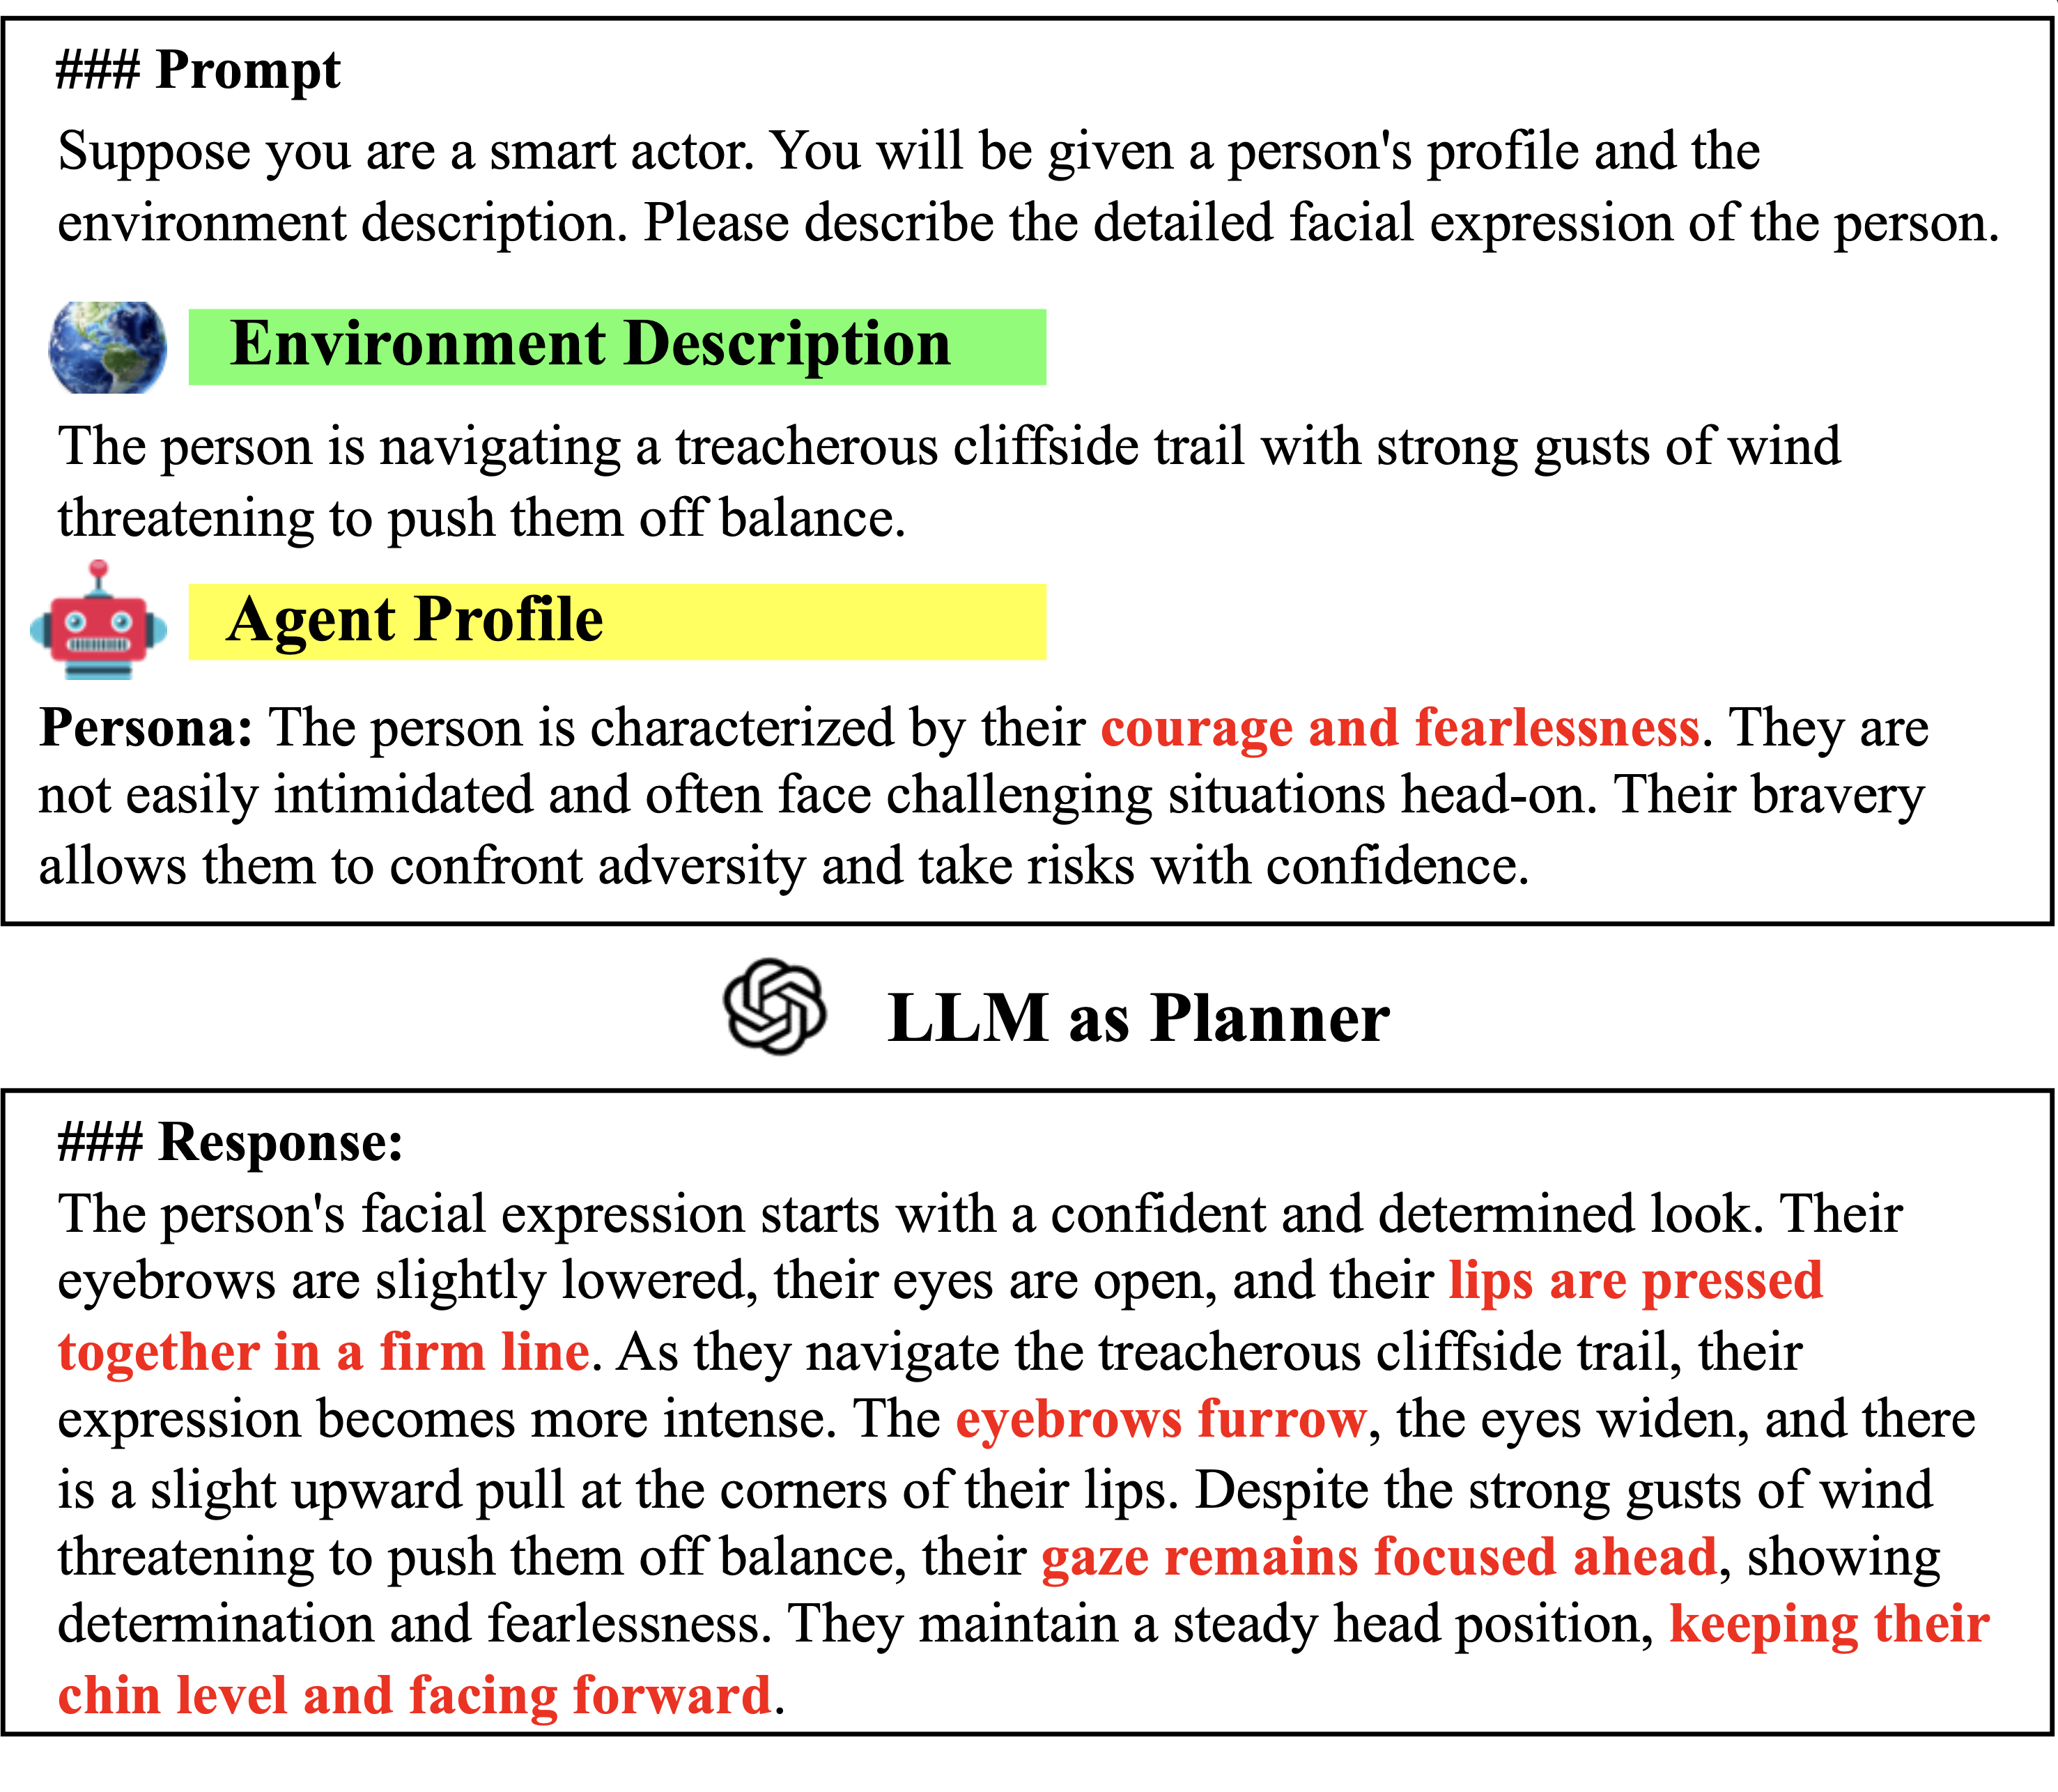 ### Prompt
Suppose you are a smart actor. You will be given a person's profile and the
environment description. Please describe the detailed facial expression of the person.
Environment Description
The person is navigating a treacherous cliffside trail with strong gusts of wind
threatening to push them off balance.
Agent Profile
Persona: The person is characterized by their courage and fearlessness. They are
not easily intimidated and often face challenging situations head-on. Their bravery
allows them to confront adversity and take risks with confidence.
LLM as Planner
### Response:
The person's facial expression starts with a confident and determined look. Their
eyebrows are slightly lowered, their eyes are open, and their lips are pressed
together in a firm line. As they navigate the treacherous cliffside trail, their
expression becomes more intense. The eyebrows furrow, the eyes widen, and there
is a slight upward pull at the corners of their lips. Despite the strong gusts of wind
threatening to push them off balance, their gaze remains focused ahead, showing
determination and fearlessness. They maintain a steady head position, keeping their
chin level and facing forward.